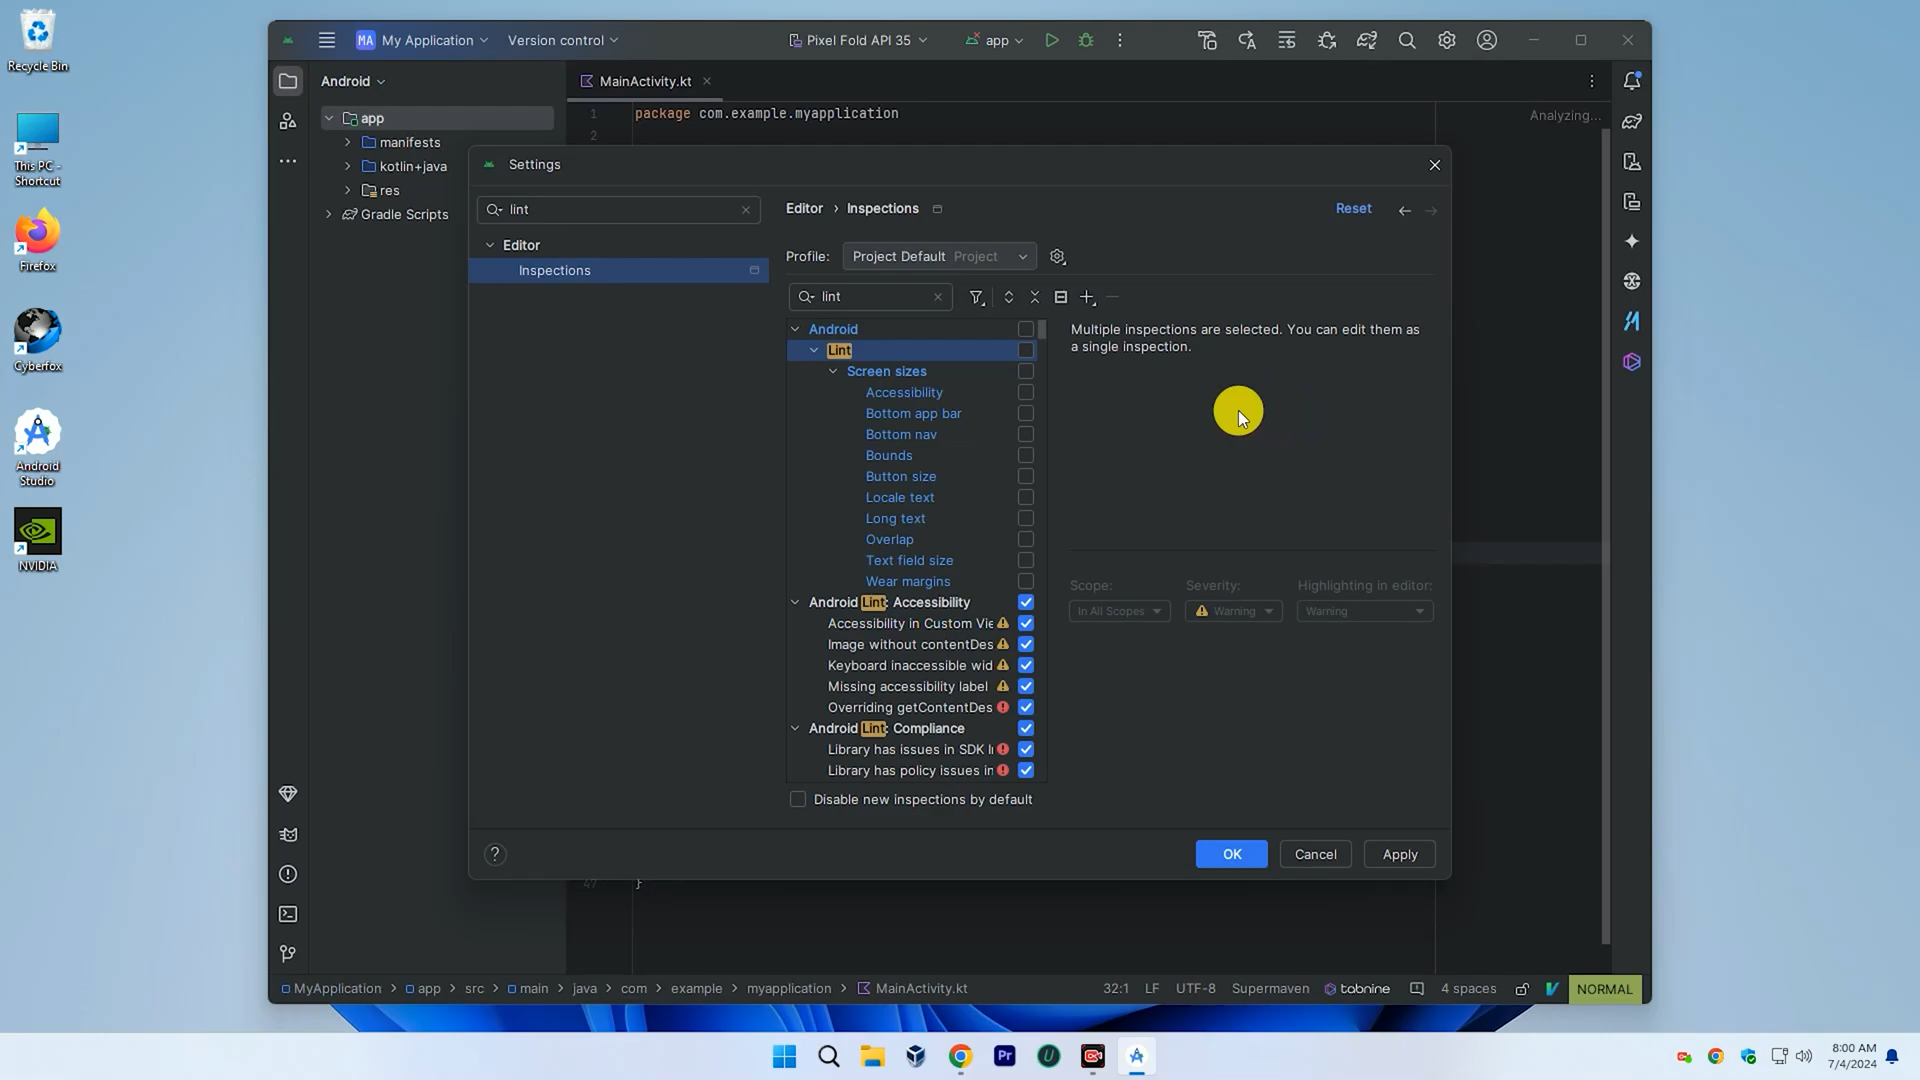 Recycle Bin
This PC -
Shortcut
Firefox
Cyberfox
Android
Studio
NVIDIA
MA
My Application
Version control
Pixel Fold API 35
app
Android
MainActivity.kt
app
manifests
kotlin+java
res
Gradle Scripts
1
package com.example.myapplication
2
Analyzing...
Settings
lint
Editor
Inspections
Editor › Inspections
Reset
Profile:
Project Default Project
lint
Android
Lint
Screen sizes
Accessibility
Bottom app bar
Bottom nav
Bounds
Button size
Locale text
Long text
Overlap
Text field size
Wear margins
Android Lint: Accessibility
Accessibility in Custom Vie
Image without contentDes
Keyboard inaccessible wid
Missing accessibility label
Overriding getContentDes
Android Lint: Compliance
Library has issues in SDK I
Library has policy issues in
Disable new inspections by default
Multiple inspections are selected. You can edit them as
a single inspection.
Scope:
Severity:
Highlighting in editor:
In All Scopes
Warning
Warning
?
OK
Cancel
Apply
47
}
MyApplication › app › src › main › java › com › example › myapplication › MainActivity.kt
32:1
LF
UTF-8
Supermaven
tabnine
4 spaces
NORMAL
Pr
8:00 AM
7/4/2024